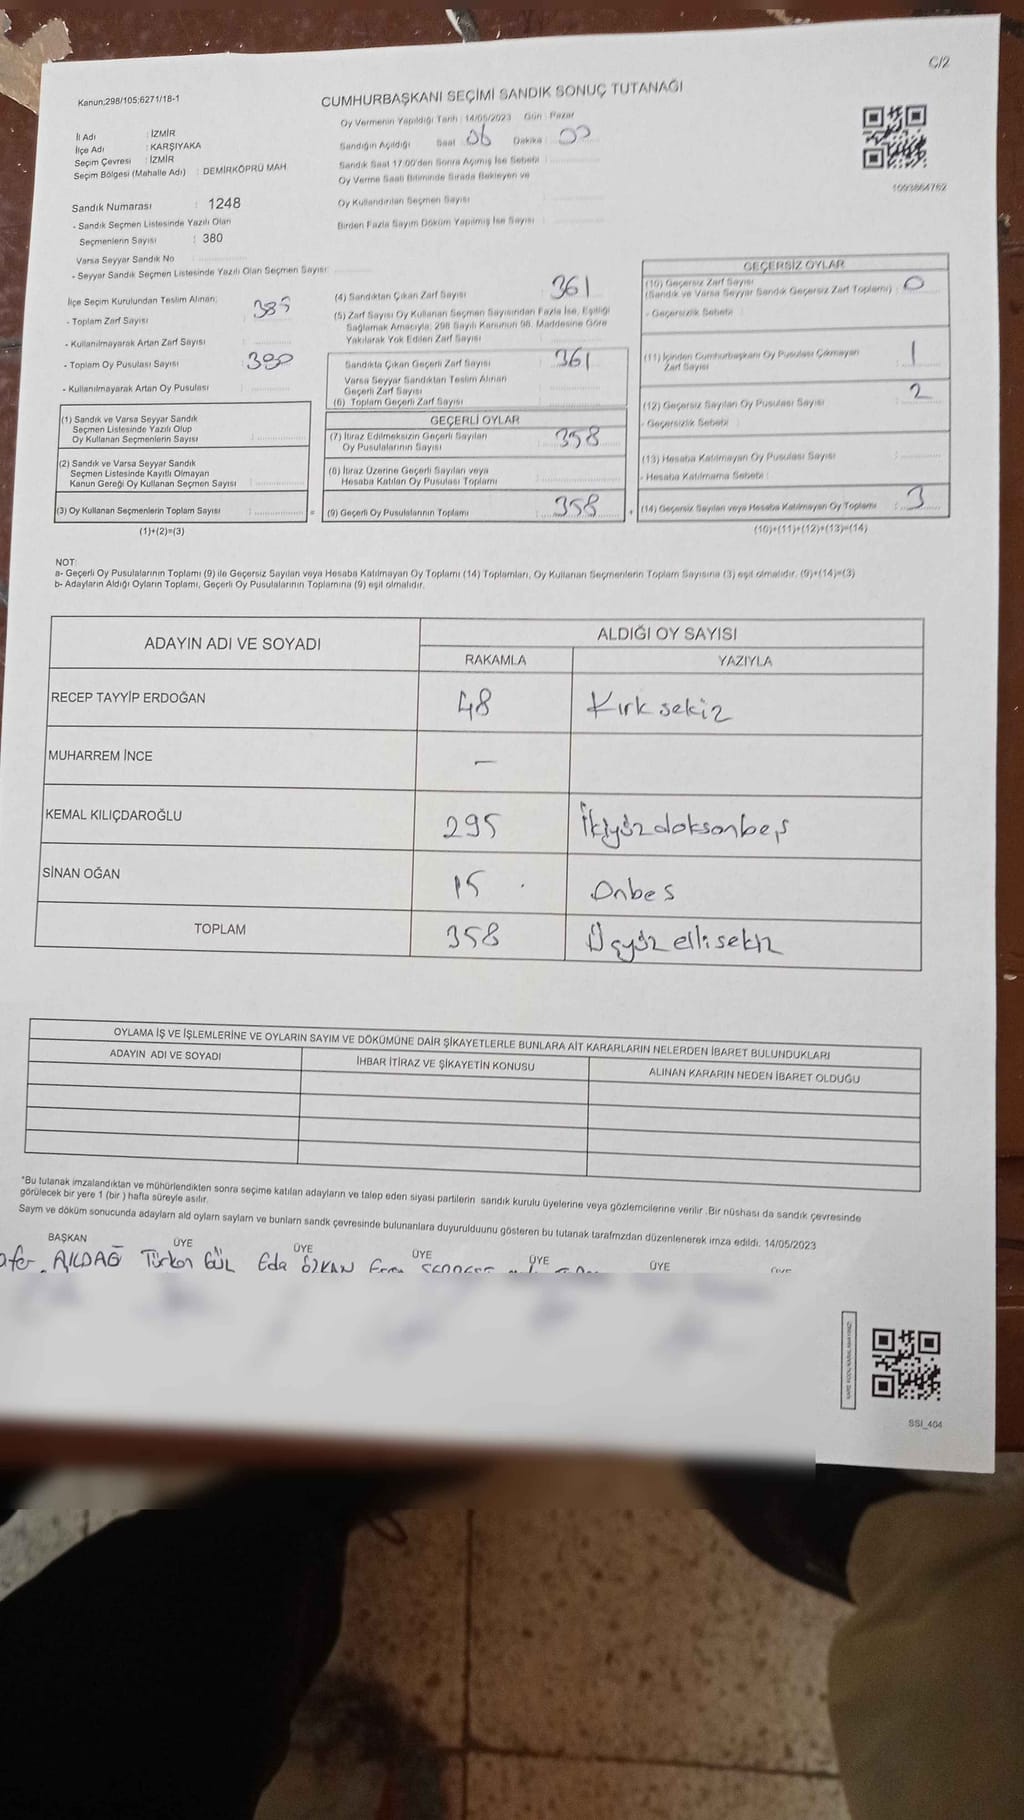 C/2
Kanun;298/105;6271/18-1
CUMHURBAŞKANI SEÇİMİ SANDIK SONUÇ TUTANAĞI
Oy Vermenin Yapıldığı Tarih : 14/05/2023 Gün : Pazar
İl Adı : İZMİR
İlçe Adı : KARŞIYAKA
Seçim Çevresi : İZMİR
Seçim Bölgesi (Mahalle Adı) : DEMİRKÖPRÜ MAH
Sandığın Açıldığı Saat 06 Dakika : 00
Sandık Saat 17:00'den Sonra Açımış İse Sebebi :
Oy Verme Saati Bitiminde Sırada Bekleyen ve
Oy Kullandırılan Seçmen Sayısı
Birden Fazla Sayım Döküm Yapılmış İse Sayısı
1093864762
Sandık Numarası : 1248
- Sandık Seçmen Listesinde Yazılı Olan
Seçmenlerin Sayısı : 380
Varsa Seyyar Sandık No
- Seyyar Sandık Seçmen Listesinde Yazılı Olan Seçmen Sayısı:
İlçe Seçim Kurulundan Teslim Alınan;
- Toplam Zarf Sayısı
- Kullanılmayarak Artan Zarf Sayısı
- Toplam Oy Pusulası Sayısı
- Kullanılmayarak Artan Oy Pusulası
(1) Sandık ve Varsa Seyyar Sandık
Seçmen Listesinde Yazılı Olup
Oy Kullanan Seçmenlerin Sayısı
(2) Sandık ve Varsa Seyyar Sandık
Seçmen Listesinde Kayıtlı Olmayan
Kanun Gereği Oy Kullanan Seçmen Sayısı
(3) Oy Kullanan Seçmenlerin Toplam Sayısı
(1)+(2)=(3)
(4) Sandıktan Çıkan Zarf Sayısı 361
(5) Zarf Sayısı Oy Kullanan Seçmen Sayısından Fazla İse, Eşitliği
Sağlamak Amacıyla; 298 Sayılı Kanunun 98. Maddesine Göre
Yakılarak Yok Edilen Zarf Sayısı
Sandıkta Çıkan Geçerli Zarf Sayısı 361
Varsa Seyyar Sandıktan Teslim Alınan
Geçerli Zarf Sayısı
(6) Toplam Geçerli Zarf Sayısı
GEÇERLİ OYLAR
(7) İtiraz Edilmeksizin Geçerli Sayılan
Oy Pusulalarının Sayısı 358
(8) İtiraz Üzerine Geçerli Sayılan veya
Hesaba Katılan Oy Pusulası Toplamı
(9) Geçerli Oy Pusulalarının Toplamı 358
GEÇERSİZ OYLAR
(10) Geçersiz Zarf Sayısı
(Sandık ve Varsa Seyyar Sandık Geçersiz Zarf Toplamı) : 0
- Geçersizlik Sebebi :
(11) İçinden Cumhurbaşkanı Oy Pusulası Çıkmayan
Zarf Sayısı 1
(12) Geçersiz Sayılan Oy Pusulası Sayısı 2
- Geçersizlik Sebebi :
(13) Hesaba Katılmayan Oy Pusulası Sayısı
- Hesaba Katılmama Sebebi :
(14) Geçersiz Sayılan veya Hesaba Katılmayan Oy Toplamı 3
(10)+(11)+(12)+(13)=(14)
NOT:
a- Geçerli Oy Pusulalarının Toplamı (9) ile Geçersiz Sayılan veya Hesaba Katılmayan Oy Toplamı (14) Toplamları, Oy Kullanan Seçmenlerin Toplam Sayısına (3) eşit olmalıdır. (9)+(14)=(3)
b- Adayların Aldığı Oyların Toplamı, Geçerli Oy Pusulalarının Toplamına (9) eşit olmalıdır.
ADAYIN ADI VE SOYADI ALDIĞI OY SAYISI
RAKAMLA YAZIYLA
RECEP TAYYİP ERDOĞAN 48 Kırk sekiz
MUHARREM İNCE —
KEMAL KILIÇDAROĞLU 295 İkiyüzdoksanbeş
SİNAN OĞAN 15 Onbes
TOPLAM 358 Üçyüz ellisekiz
OYLAMA İŞ VE İŞLEMLERİNE VE OYLARIN SAYIM VE DÖKÜMÜNE DAİR ŞİKAYETLERLE BUNLARA AİT KARARLARIN NELERDEN İBARET BULUNDUKLARI
ADAYIN ADI VE SOYADI İHBAR İTİRAZ VE ŞİKAYETİN KONUSU ALINAN KARARIN NEDEN İBARET OLDUĞU
*Bu tutanak imzalandıktan ve mühürlendikten sonra seçime katılan adayların ve talep eden siyasi partilerin sandık kurulu üyelerine veya gözlemcilerine verilir .Bir nüshası da sandık çevresinde
görülecek bir yere 1 (bir ) hafta süreyle asılır.
Sayım ve döküm sonucunda adayların ald oylarn sayların ve bunların sandk çevresinde bulunanlara duyurulduunu gösteren bu tutanak tarafmzdan düzenlenerek imza edildi. 14/05/2023
BAŞKAN ÜYE ÜYE ÜYE ÜYE ÜYE
AKILDAĞ Türkan GÜL Eda ÖZKAN
SSI_404